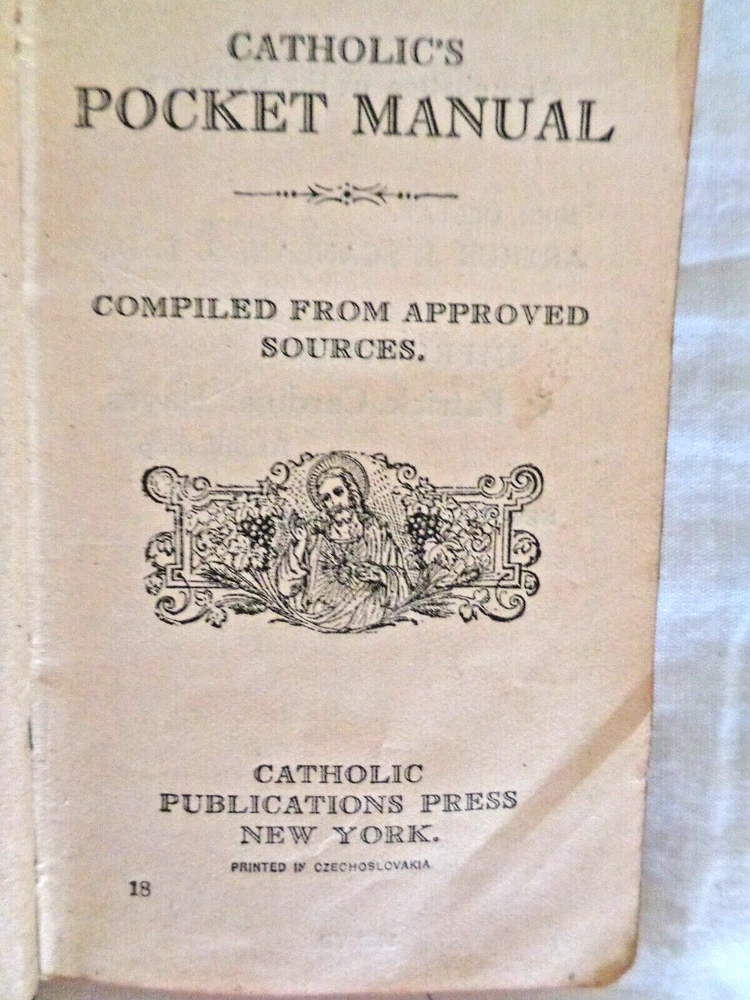 CATHOLIC'S
POCKET MANUAL
COMPILED FROM APPROVED
SOURCES.
CATHOLIC
PUBLICATIONS PRESS
NEW YORK.
PRINTED IN CZECHOSLOVAKIA
18